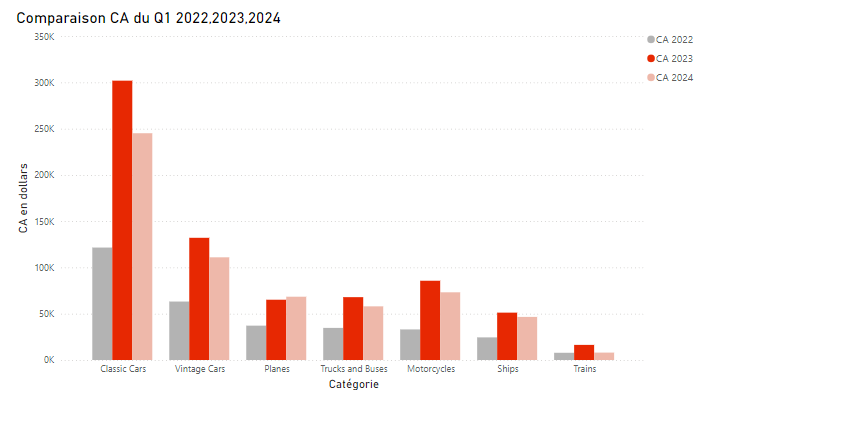 Comparaison CA du Q1 2022,2023,2024
350K
300K
250K
200K
150K
100K
50K
0K
CA en dollars
Classic Cars
Vintage Cars
Planes
Trucks and Buses
Motorcycles
Ships
Trains
Catégorie
CA 2022
CA 2023
CA 2024